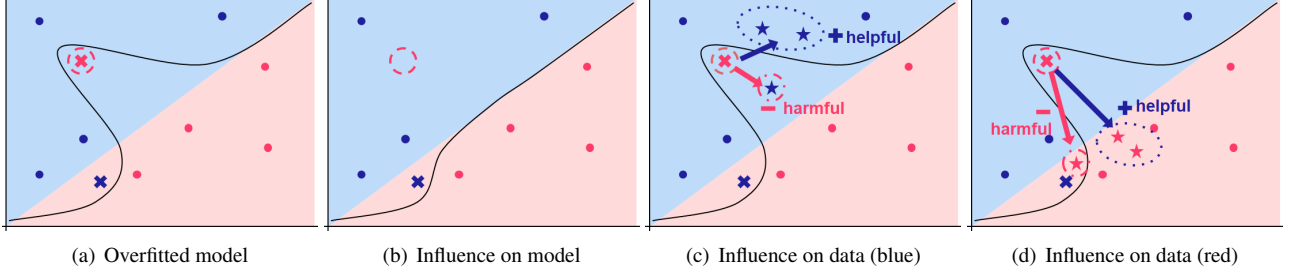 + helpful
− harmful
+ helpful
− harmful
(a) Overfitted model
(b) Influence on model
(c) Influence on data (blue)
(d) Influence on data (red)